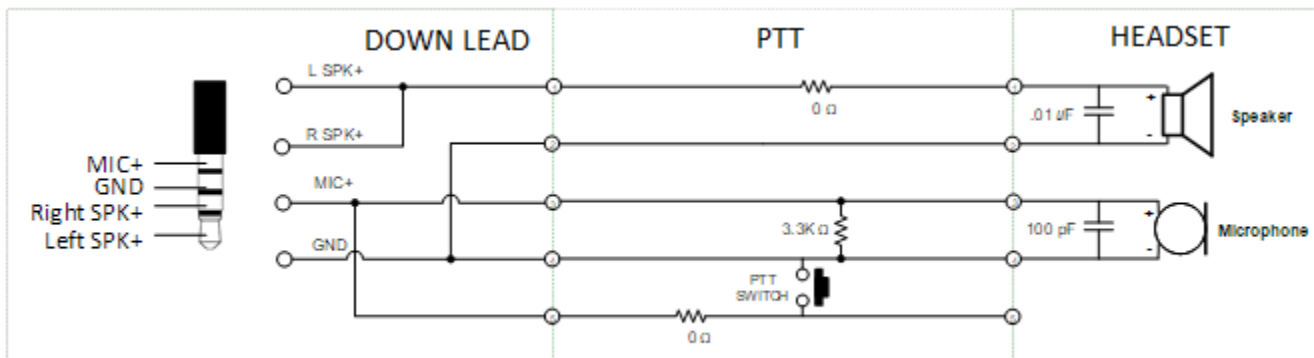 DOWN LEAD
PTT
HEADSET
L SPK+
0 Ω
.01 uF
+
-
Speaker
R SPK+
MIC+
GND
Right SPK+
Left SPK+
MIC+
3.3K Ω
100 pF
+
-
Microphone
GND
PTT
SWITCH
0 Ω